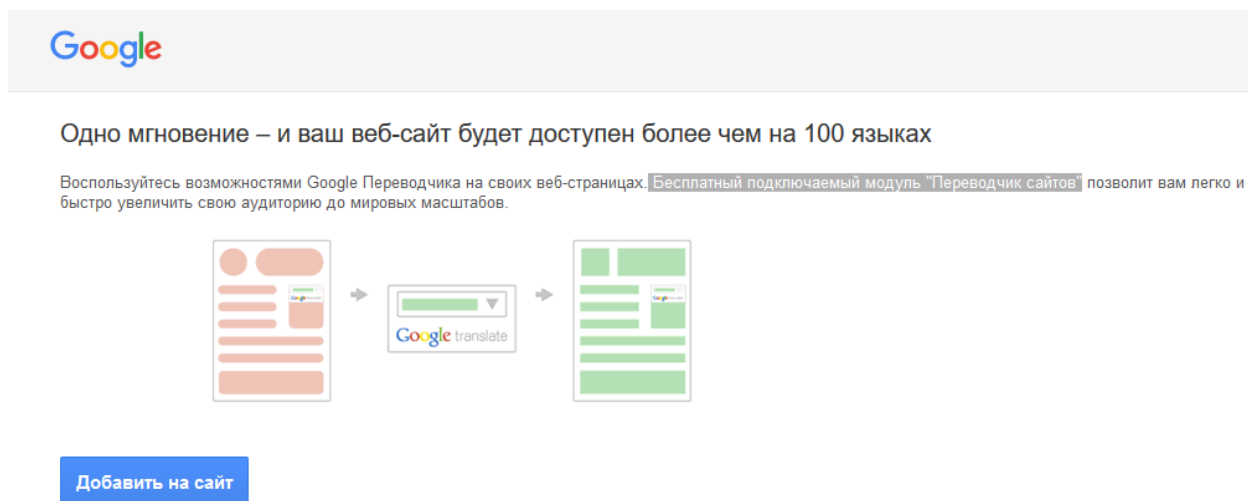 Google
Одно мгновение – и ваш веб-сайт будет доступен более чем на 100 языках
Воспользуйтесь возможностями Google Переводчика на своих веб-страницах. Бесплатный подключаемый модуль "Переводчик сайтов" позволит вам легко и
быстро увеличить свою аудиторию до мировых масштабов.
Google translate
Добавить на сайт